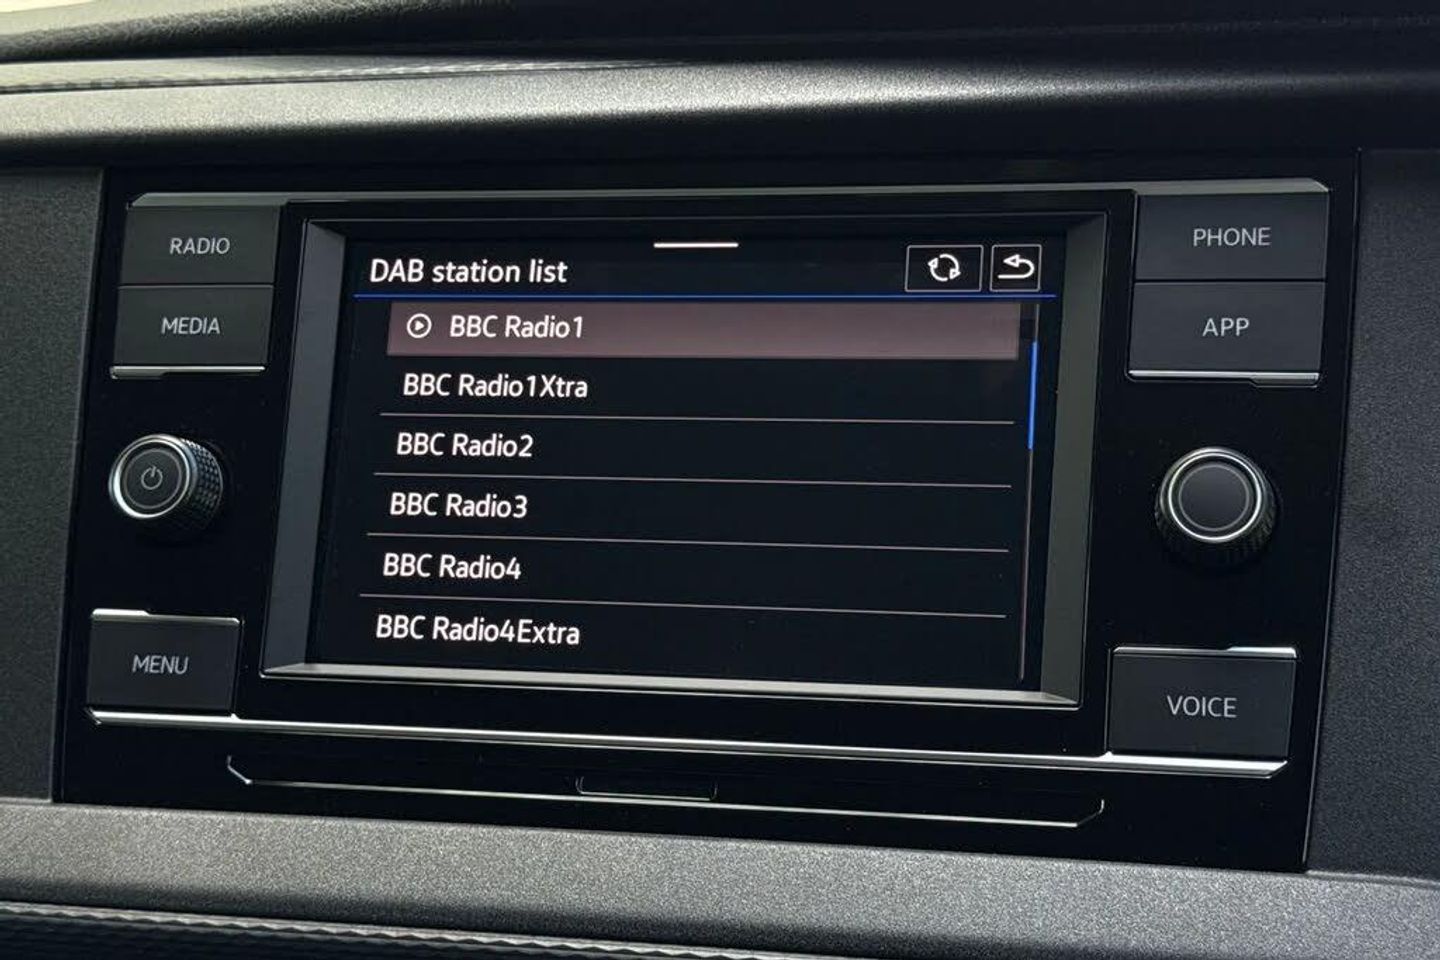 RADIO
MEDIA
MENU
DAB station list
BBC Radio1
BBC Radio1Xtra
BBC Radio2
BBC Radio3
BBC Radio4
BBC Radio4Extra
PHONE
APP
VOICE